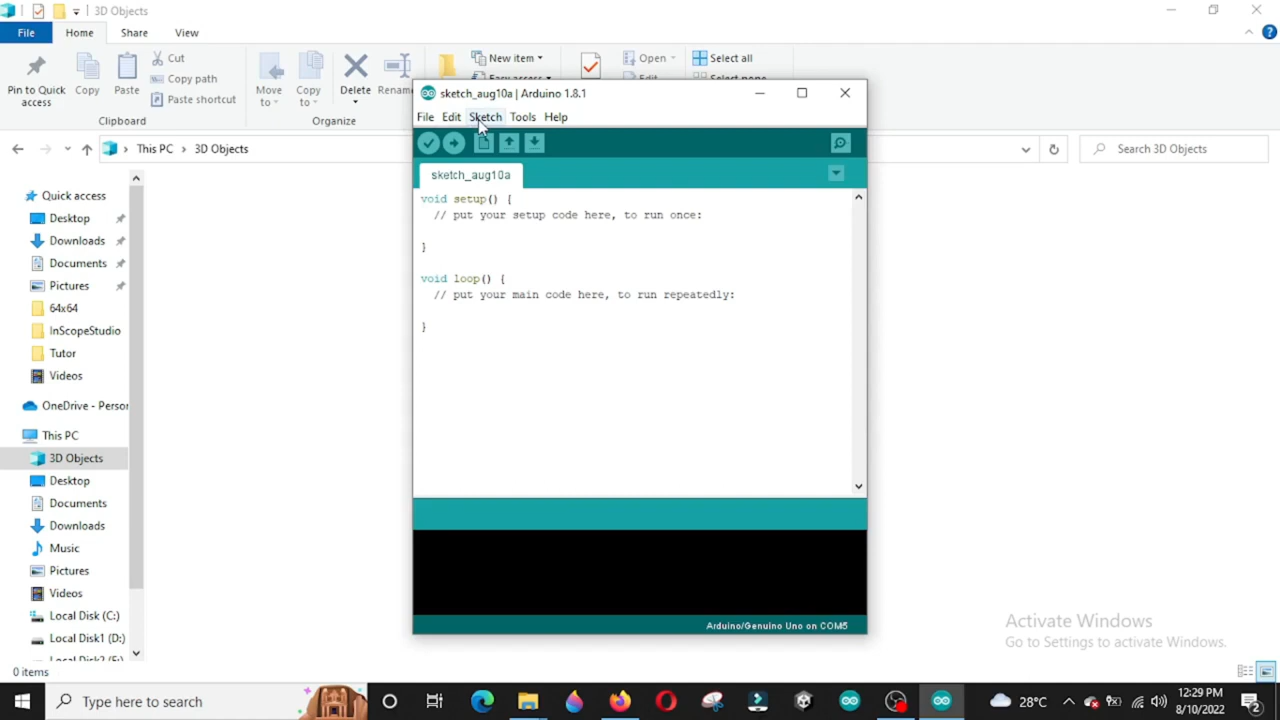 3D Objects
File Home Share View
Pin to Quick access
Copy
Paste
Cut
Copy path
Paste shortcut
Clipboard
Move to
Copy to
Delete
Organize
New item
Open
Select all
sketch_aug10a | Arduino 1.8.1
File Edit Sketch Tools Help
This PC 3D Objects
Search 3D Objects
sketch_aug10a
void setup() {
// put your setup code here, to run once:
}
void loop() {
// put your main code here, to run repeatedly:
}
Arduino/Genuino Uno on COM5
Quick access
Desktop
Downloads
Documents
Pictures
64x64
InScopeStudio
Tutor
Videos
OneDrive - Person
This PC
3D Objects
Desktop
Documents
Downloads
Music
Pictures
Videos
Local Disk (C:)
Local Disk1 (D:)
0 items
Activate Windows
Go to Settings to activate Windows.
Type here to search
28°C
12:29 PM
8/10/2022
2